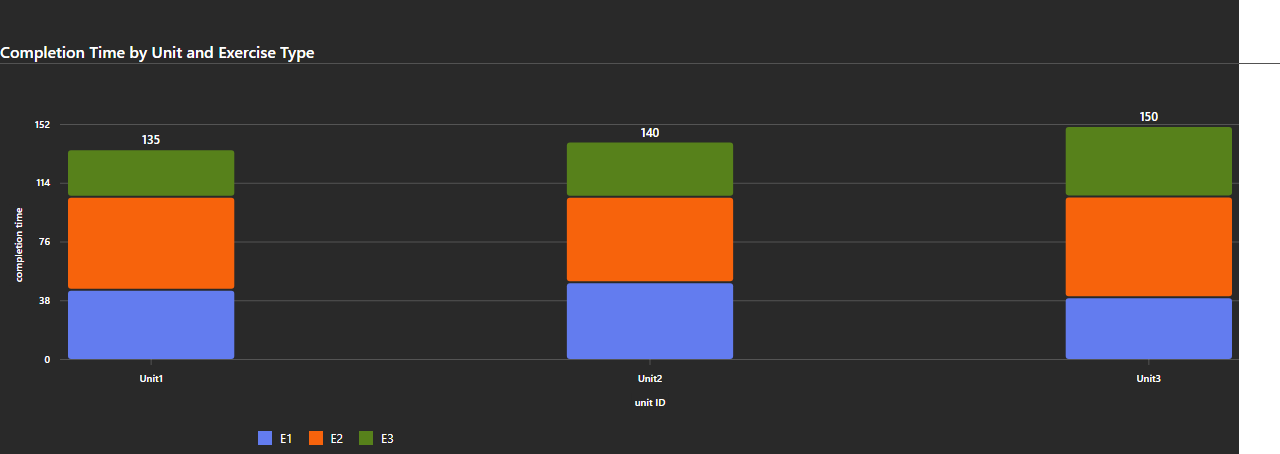 Completion Time by Unit and Exercise Type
152
114
76
38
0
completion time
135
140
150
Unit1
Unit2
Unit3
unit ID
E1
E2
E3